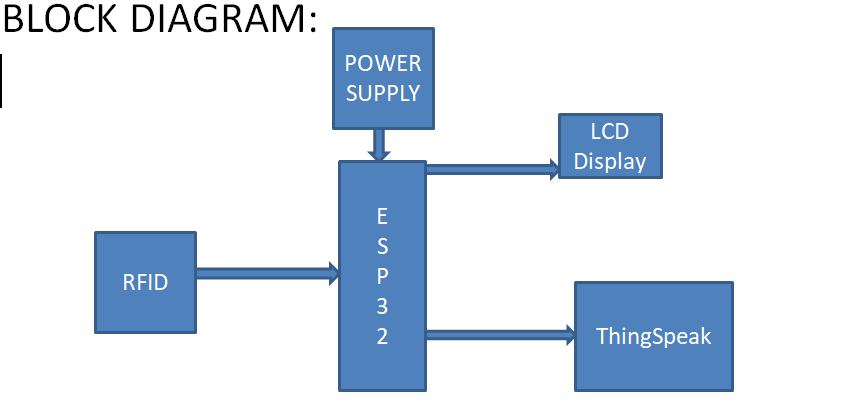 BLOCK DIAGRAM:
POWER
SUPPLY
LCD
Display
E
S
P
3
2
RFID
ThingSpeak